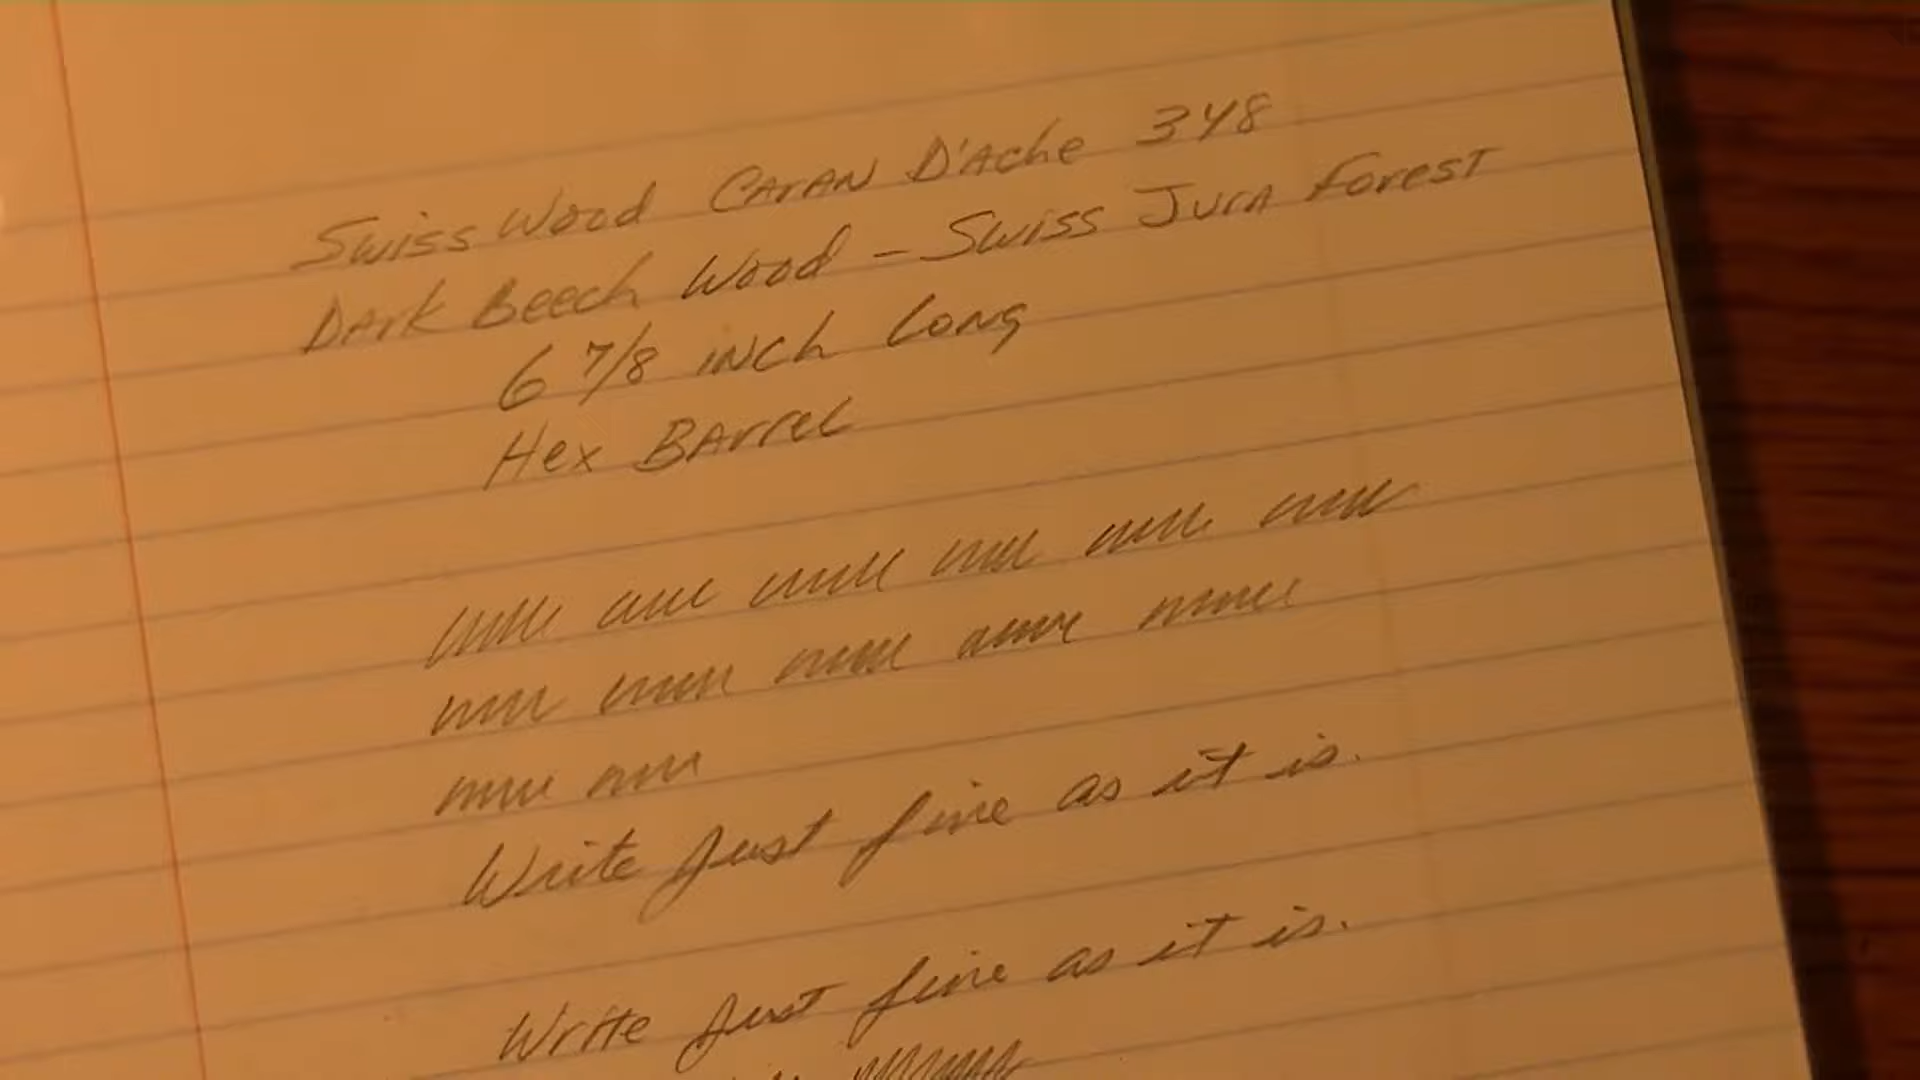 Swiss Wood Caran D'Ache 348
Dark Beech Wood - Swiss Jura Forest
6 7/8 inch Long
Hex Barrel
Write just fine as it is.
Write just fine as it is.